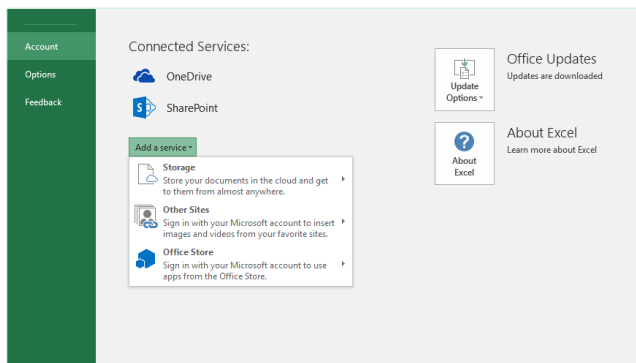 Account
Options
Feedback
Connected Services:
OneDrive
SharePoint
Add a service
Storage
Store your documents in the cloud and get
to them from almost anywhere.
Other Sites
Sign in with your Microsoft account to insert
images and videos from your favorite sites.
Office Store
Sign in with your Microsoft account to use
apps from the Office Store.
Update
Options
Office Updates
Updates are downloaded
About
Excel
About Excel
Learn more about Excel